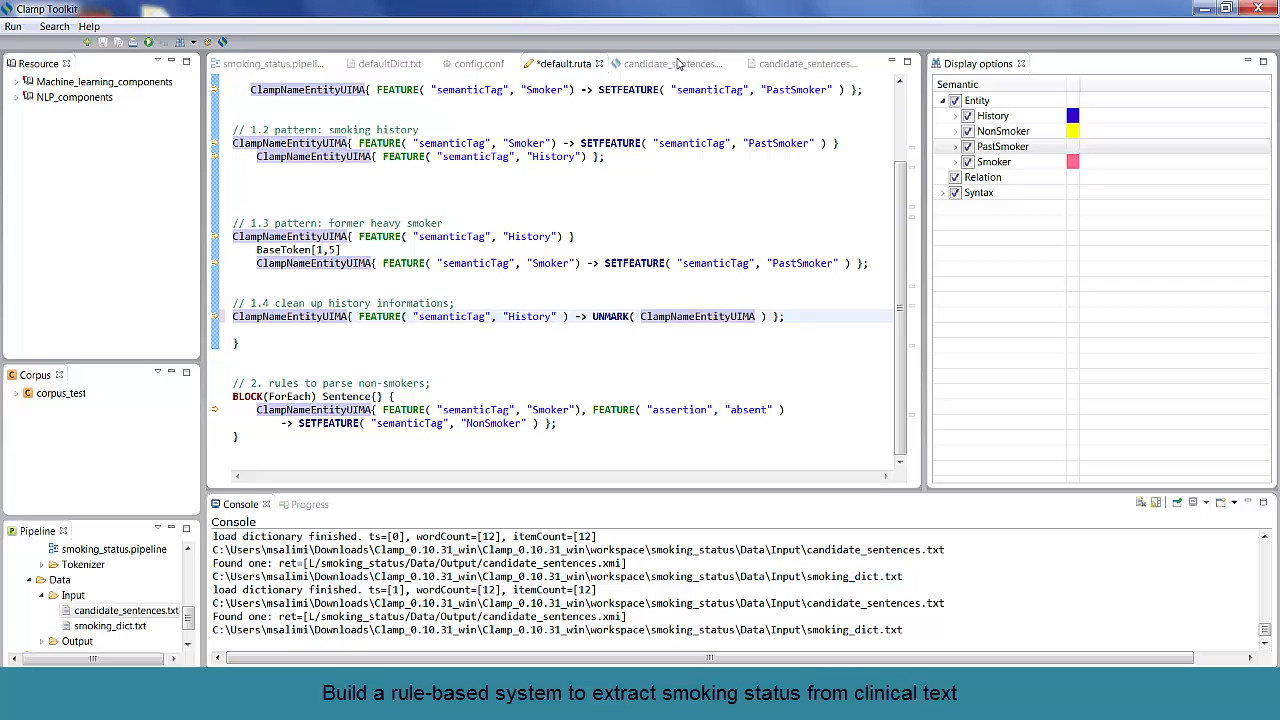 Clamp Toolkit
Run Search Help
Resource
Machine_learning_components
NLP_components
Corpus
corpus_test
Pipeline
smoking_status.pipeline
Tokenizer
Data
Input
candidate_sentences.txt
smoking_dict.txt
Output
oking_status.pipeli... defaultDict.txt config.conf *default.ruta candidate_sentences.... candidate_sentences....
ClampNameEntityUIMA{ FEATURE( "semanticTag", "Smoker") -> SETFEATURE( "semanticTag", "PastSmoker" ) };
// 1.2 pattern: smoking history
ClampNameEntityUIMA{ FEATURE( "semanticTag", "Smoker") -> SETFEATURE( "semanticTag", "PastSmoker" ) }
ClampNameEntityUIMA{ FEATURE( "semanticTag", "History") };
// 1.3 pattern: former heavy smoker
ClampNameEntityUIMA{ FEATURE( "semanticTag", "History") }
BaseToken[1,5]
ClampNameEntityUIMA{ FEATURE( "semanticTag", "Smoker") -> SETFEATURE( "semanticTag", "PastSmoker" ) };
// 1.4 clean up history informations;
ClampNameEntityUIMA{ FEATURE( "semanticTag", "History" ) -> UNMARK( ClampNameEntityUIMA ) };
}
// 2. rules to parse non-smokers;
BLOCK(ForEach) Sentence{} {
ClampNameEntityUIMA{ FEATURE( "semanticTag", "Smoker"), FEATURE( "assertion", "absent" )
-> SETFEATURE( "semanticTag", "NonSmoker" ) };
}
Display options
Semantic
Entity
History
NonSmoker
PastSmoker
Smoker
Relation
Syntax
Console Progress
Console
load dictionary finished. ts=[0], wordCount=[12], itemCount=[12]
C:\Users\msalimi\Downloads\Clamp_0.10.31_win\Clamp_0.10.31_win\workspace\smoking_status\Data\Input\candidate_sentences.txt
Found one: ret=[L/smoking_status/Data/Output/candidate_sentences.xmi]
C:\Users\msalimi\Downloads\Clamp_0.10.31_win\Clamp_0.10.31_win\workspace\smoking_status\Data\Input\smoking_dict.txt
load dictionary finished. ts=[1], wordCount=[12], itemCount=[12]
C:\Users\msalimi\Downloads\Clamp_0.10.31_win\Clamp_0.10.31_win\workspace\smoking_status\Data\Input\candidate_sentences.txt
Found one: ret=[L/smoking_status/Data/Output/candidate_sentences.xmi]
C:\Users\msalimi\Downloads\Clamp_0.10.31_win\Clamp_0.10.31_win\workspace\smoking_status\Data\Input\smoking_dict.txt
Build a rule-based system to extract smoking status from clinical text